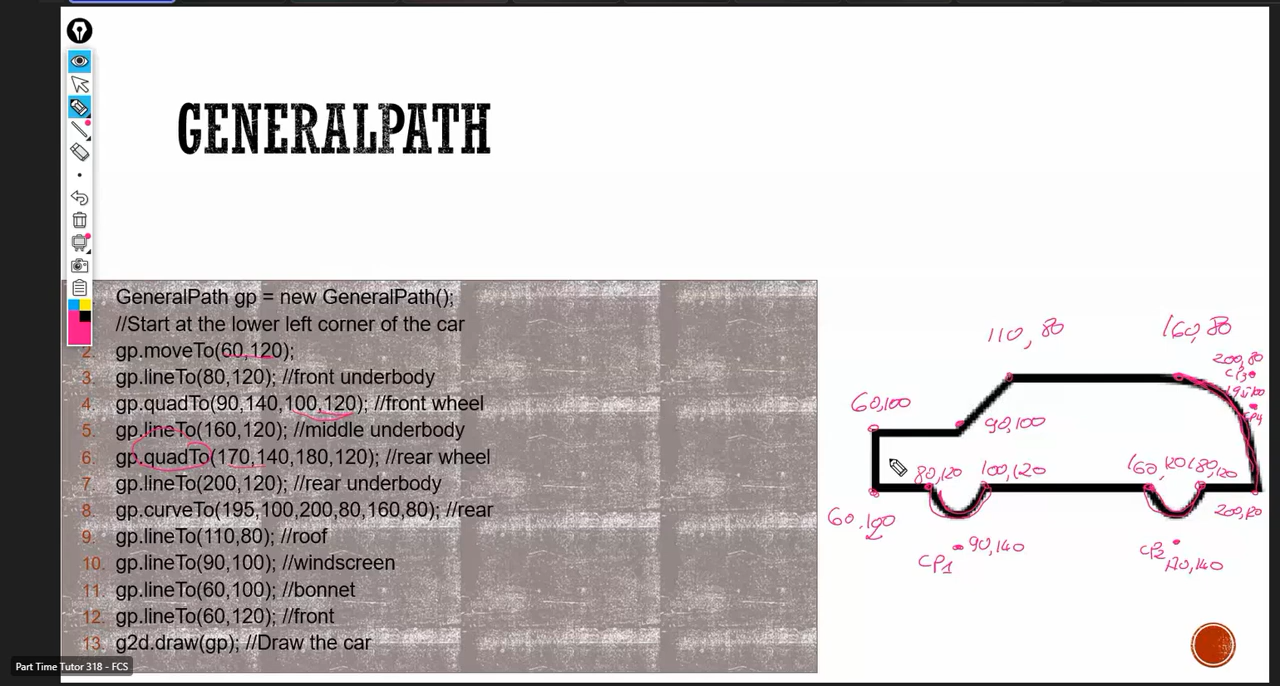 GENERALPATH
GeneralPath gp = new GeneralPath();
//Start at the lower left corner of the car
2. gp.moveTo(60,120);
3. gp.lineTo(80,120); //front underbody
4. gp.quadTo(90,140,100,120); //front wheel
5. gp.lineTo(160,120); //middle underbody
6. gp.quadTo(170,140,180,120); //rear wheel
7. gp.lineTo(200,120); //rear underbody
8. gp.curveTo(195,100,200,80,160,80); //rear
9. gp.lineTo(110,80); //roof
10. gp.lineTo(90,100); //windscreen
11. gp.lineTo(60,100); //bonnet
12. gp.lineTo(60,120); //front
13. g2d.draw(gp); //Draw the car
110,80
160,80
200,80
CP3
195,100
CP4
60,100
90,100
80,120
100,120
160,120
180,120
60,100
2
200,120
90,140
CP1
CP2
170,140
Part Time Tutor 318 - FCS